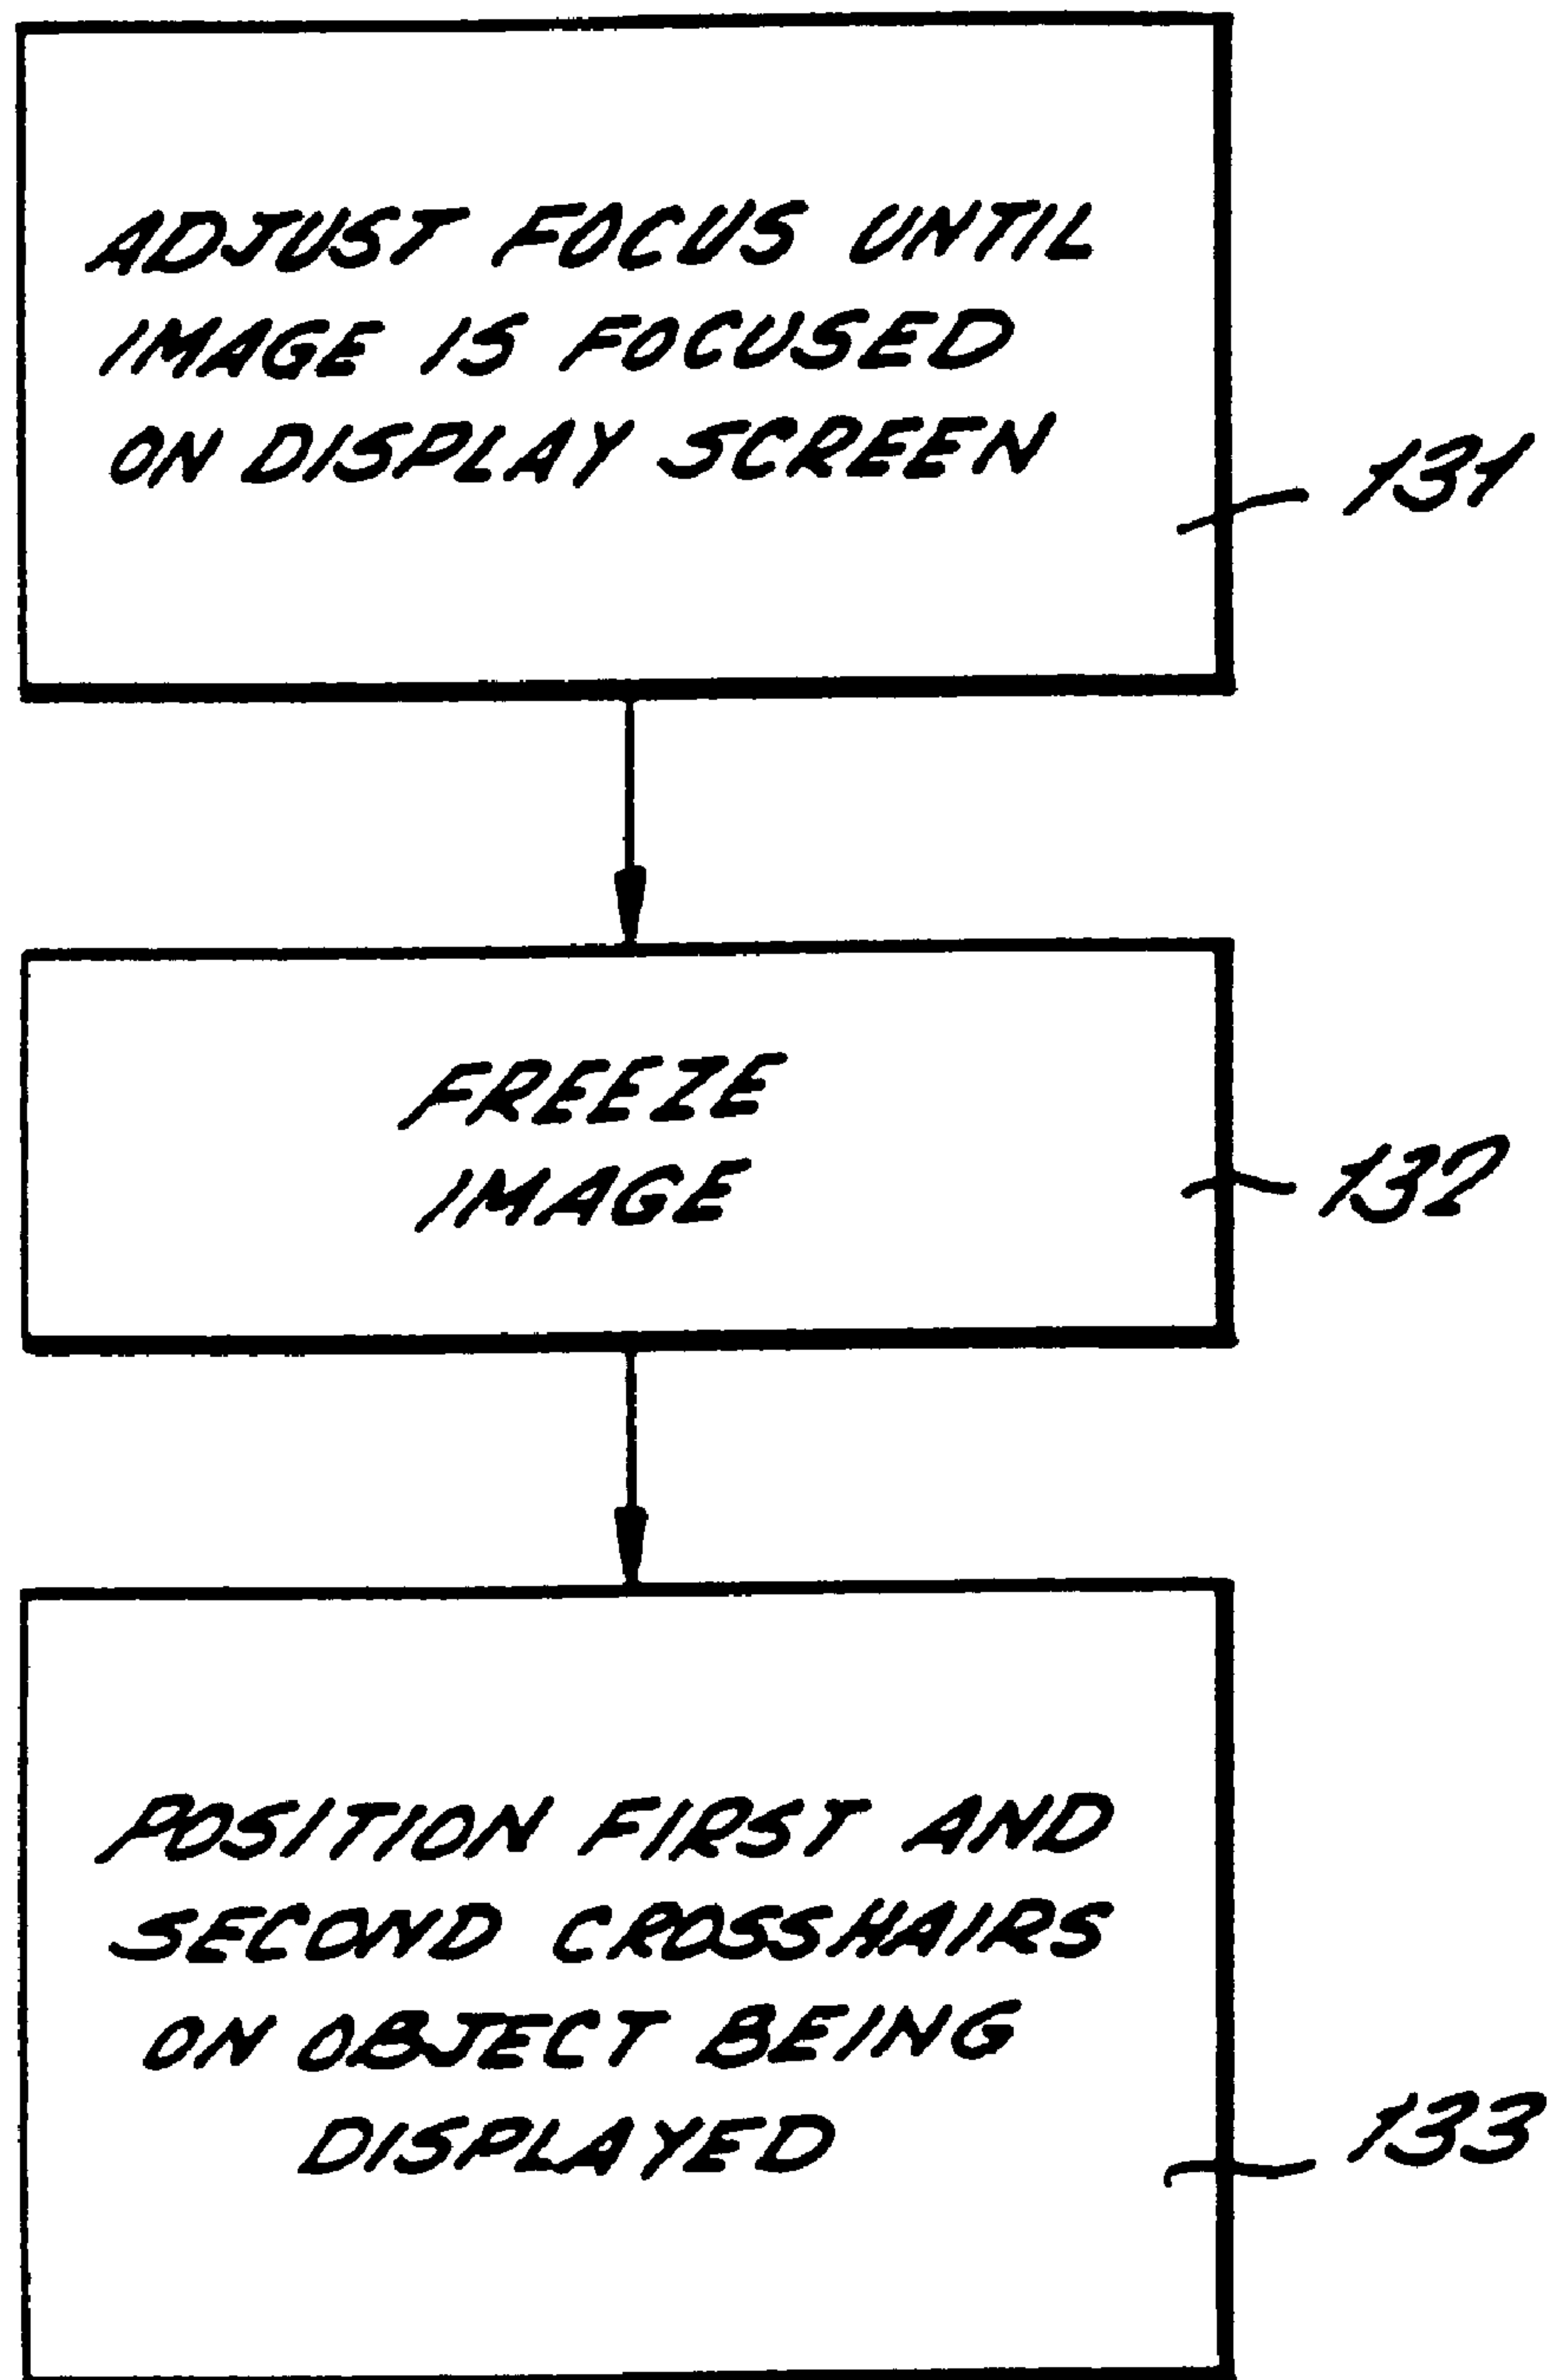 ADJUST FOCUS UNTIL
IMAGE IS FOCUSED
ON DISPLAY SCREEN
131
FREEZE
IMAGE
132
POSITION FIRST AND
SECOND CROSSHAIRS
ON OBJECT BEING
DISPLAYED
133